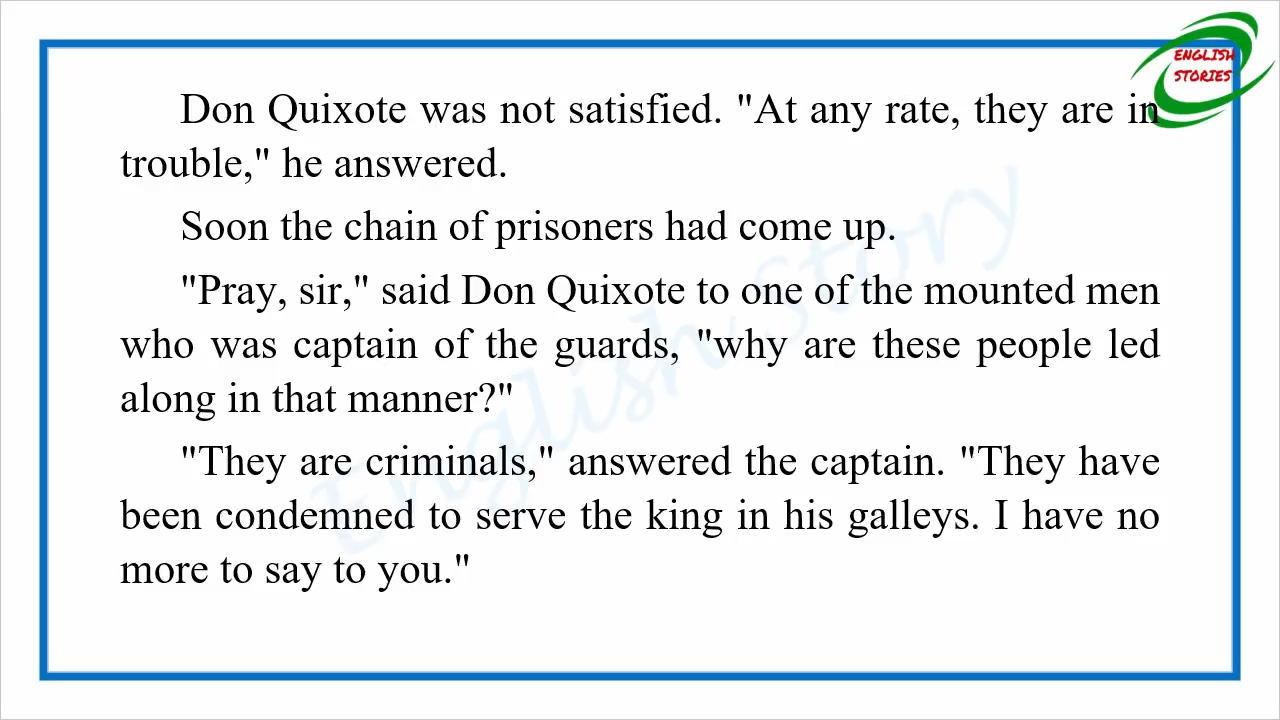 ENGLISH
STORIES
Don Quixote was not satisfied. "At any rate, they are in
trouble," he answered.
Soon the chain of prisoners had come up.
"Pray, sir," said Don Quixote to one of the mounted men
who was captain of the guards, "why are these people led
along in that manner?"
"They are criminals," answered the captain. "They have
been condemned to serve the king in his galleys. I have no
more to say to you."
English Story